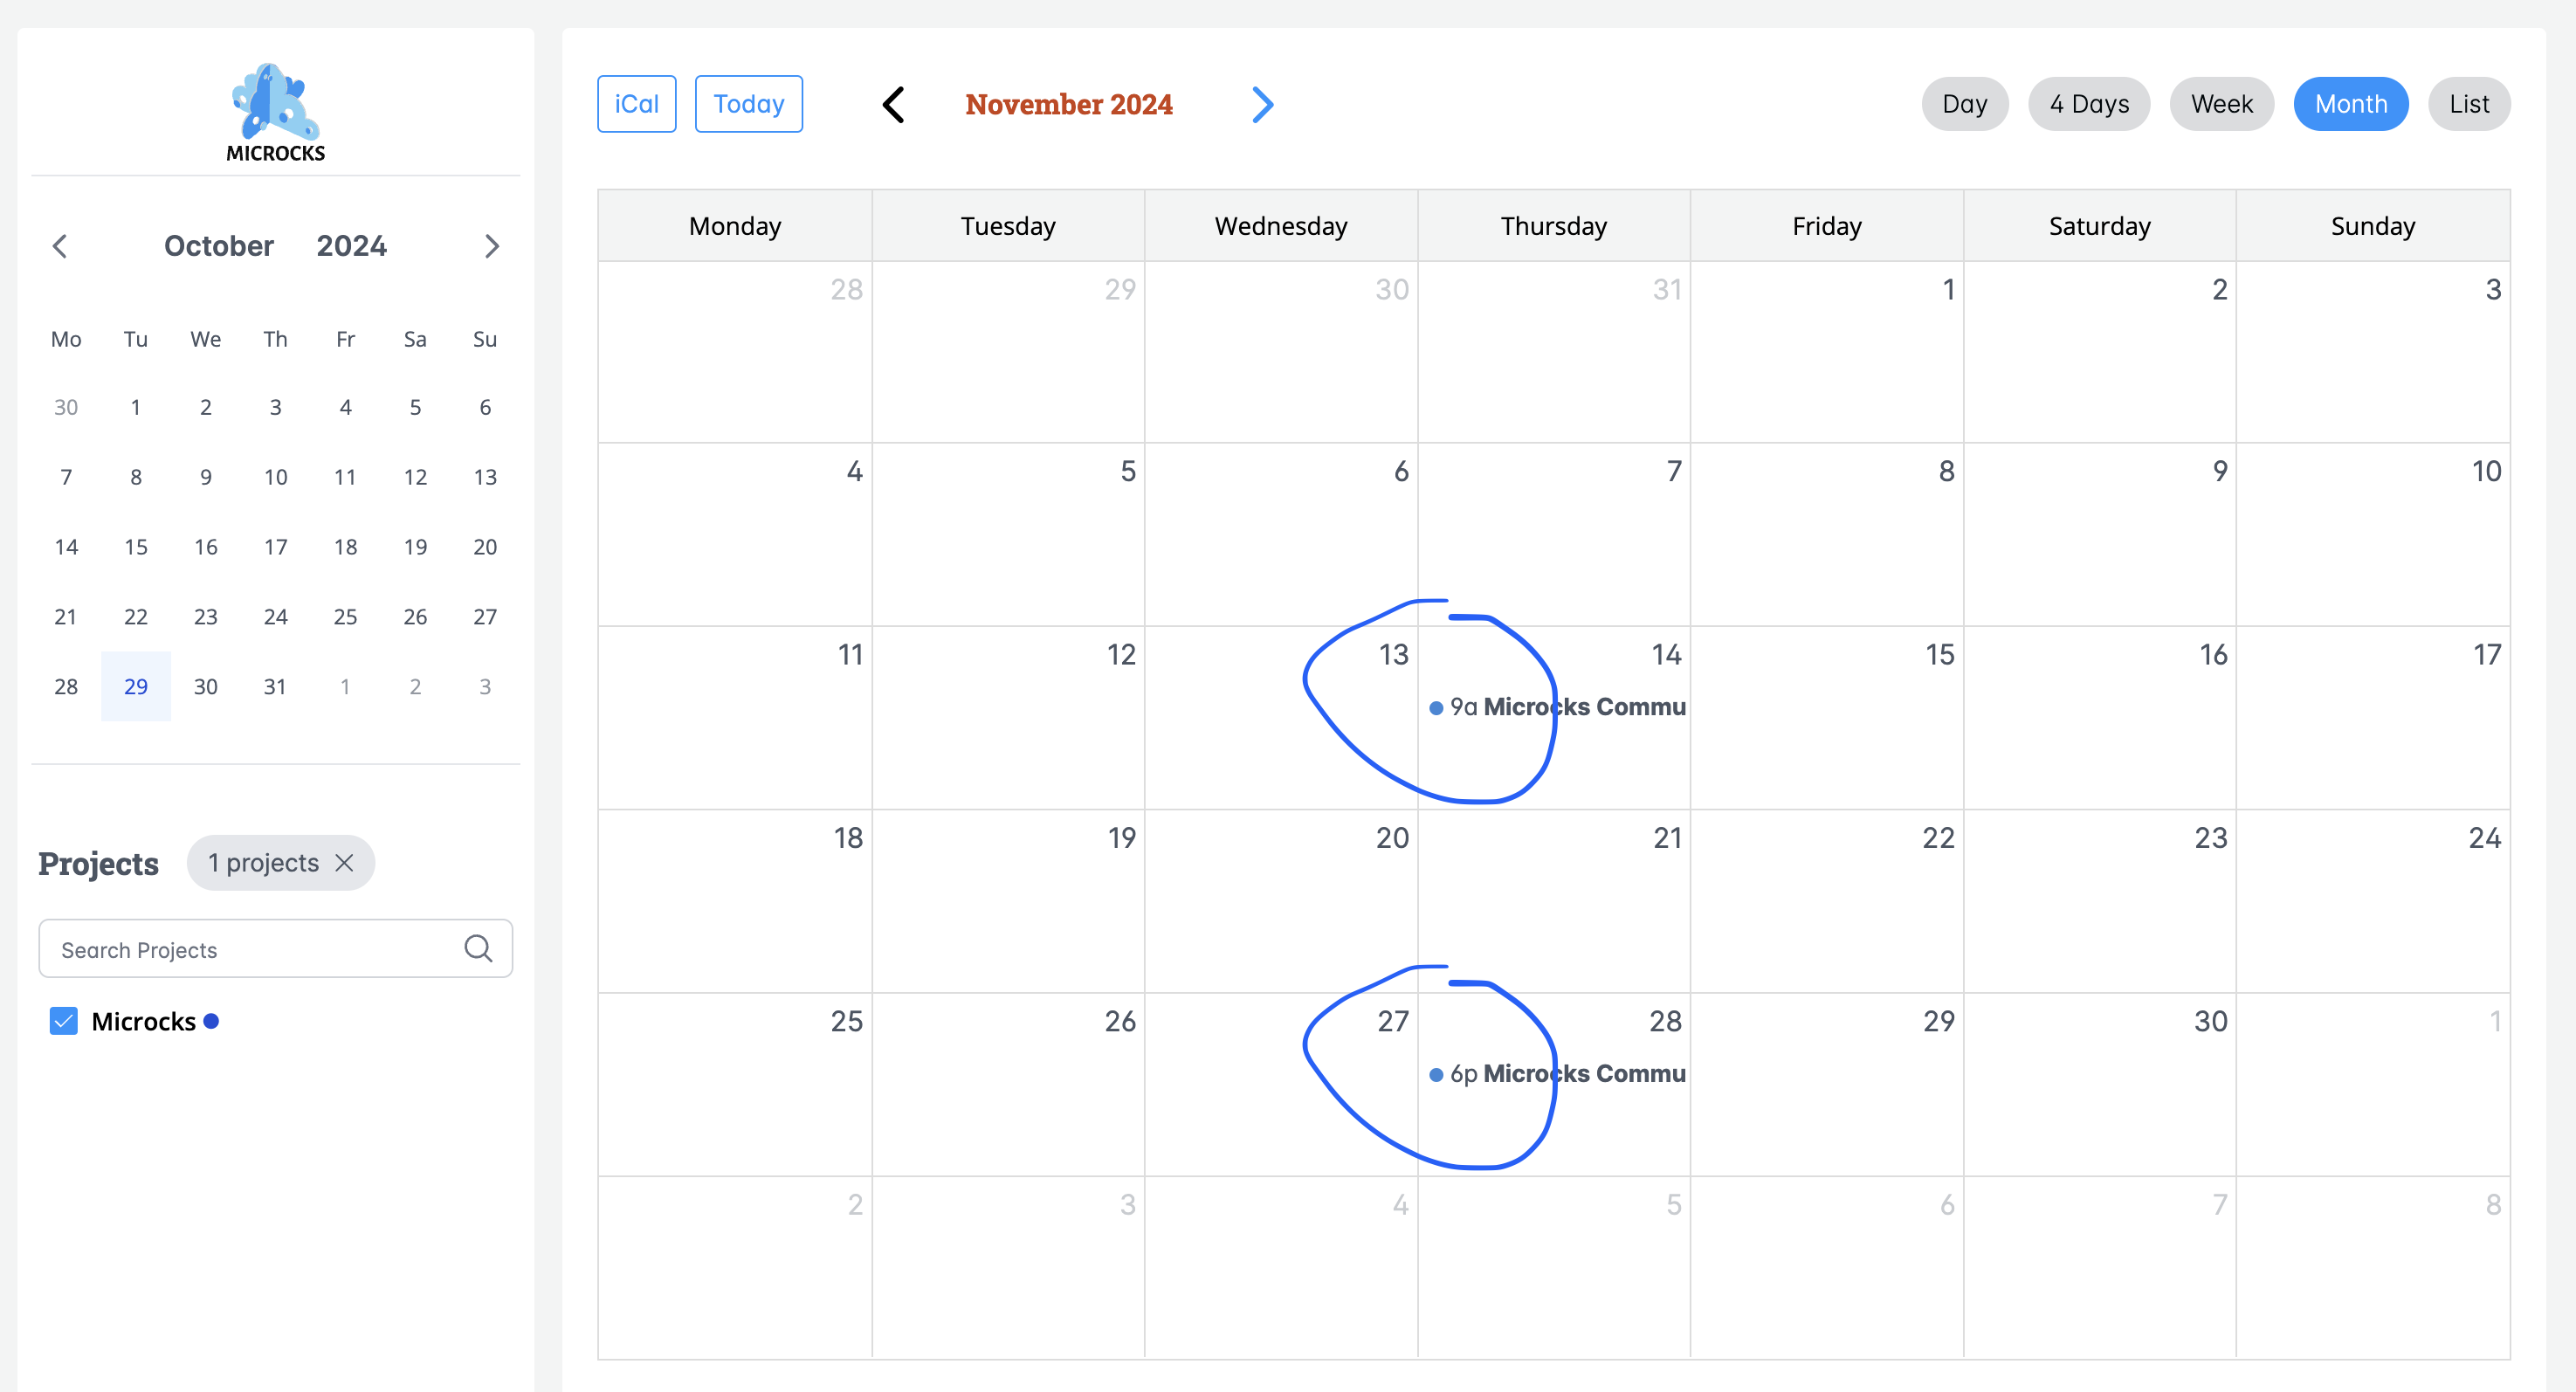 MICROCKS
October 2024
Mo Tu We Th Fr Sa Su
30 1 2 3 4 5 6
7 8 9 10 11 12 13
14 15 16 17 18 19 20
21 22 23 24 25 26 27
28 29 30 31 1 2 3
Projects 1 projects
Search Projects
Microcks
iCal Today November 2024 Day 4 Days Week Month List
Monday Tuesday Wednesday Thursday Friday Saturday Sunday
28 29 30 31 1 2 3
4 5 6 7 8 9 10
11 12 13 14 15 16 17
9a Microcks Commu
18 19 20 21 22 23 24
25 26 27 28 29 30 1
6p Microcks Commu
2 3 4 5 6 7 8